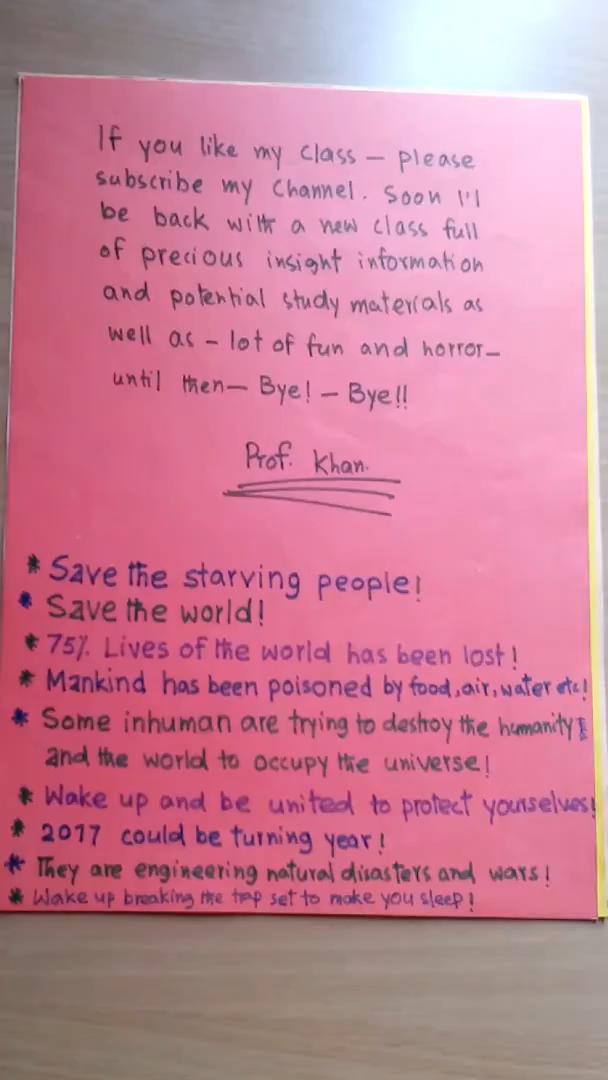 If you like my class – please
subscribe my Channel. Soon I'll
be back with a new class full
of precious insight information
and potential study materials as
well as – lot of fun and horror–
until then– Bye! – Bye!!
Prof. Khan.
* Save the starving people!
* Save the world!
* 75% Lives of the world has been lost!
* Mankind has been poisoned by food, air, water etc!
* Some inhuman are trying to destroy the humanity
and the world to occupy the universe!
* Wake up and be united to protect yourselves!
* 2017 could be turning year!
* They are engineering natural disasters and wars!
* Wake up breaking the trap set to make you sleep!